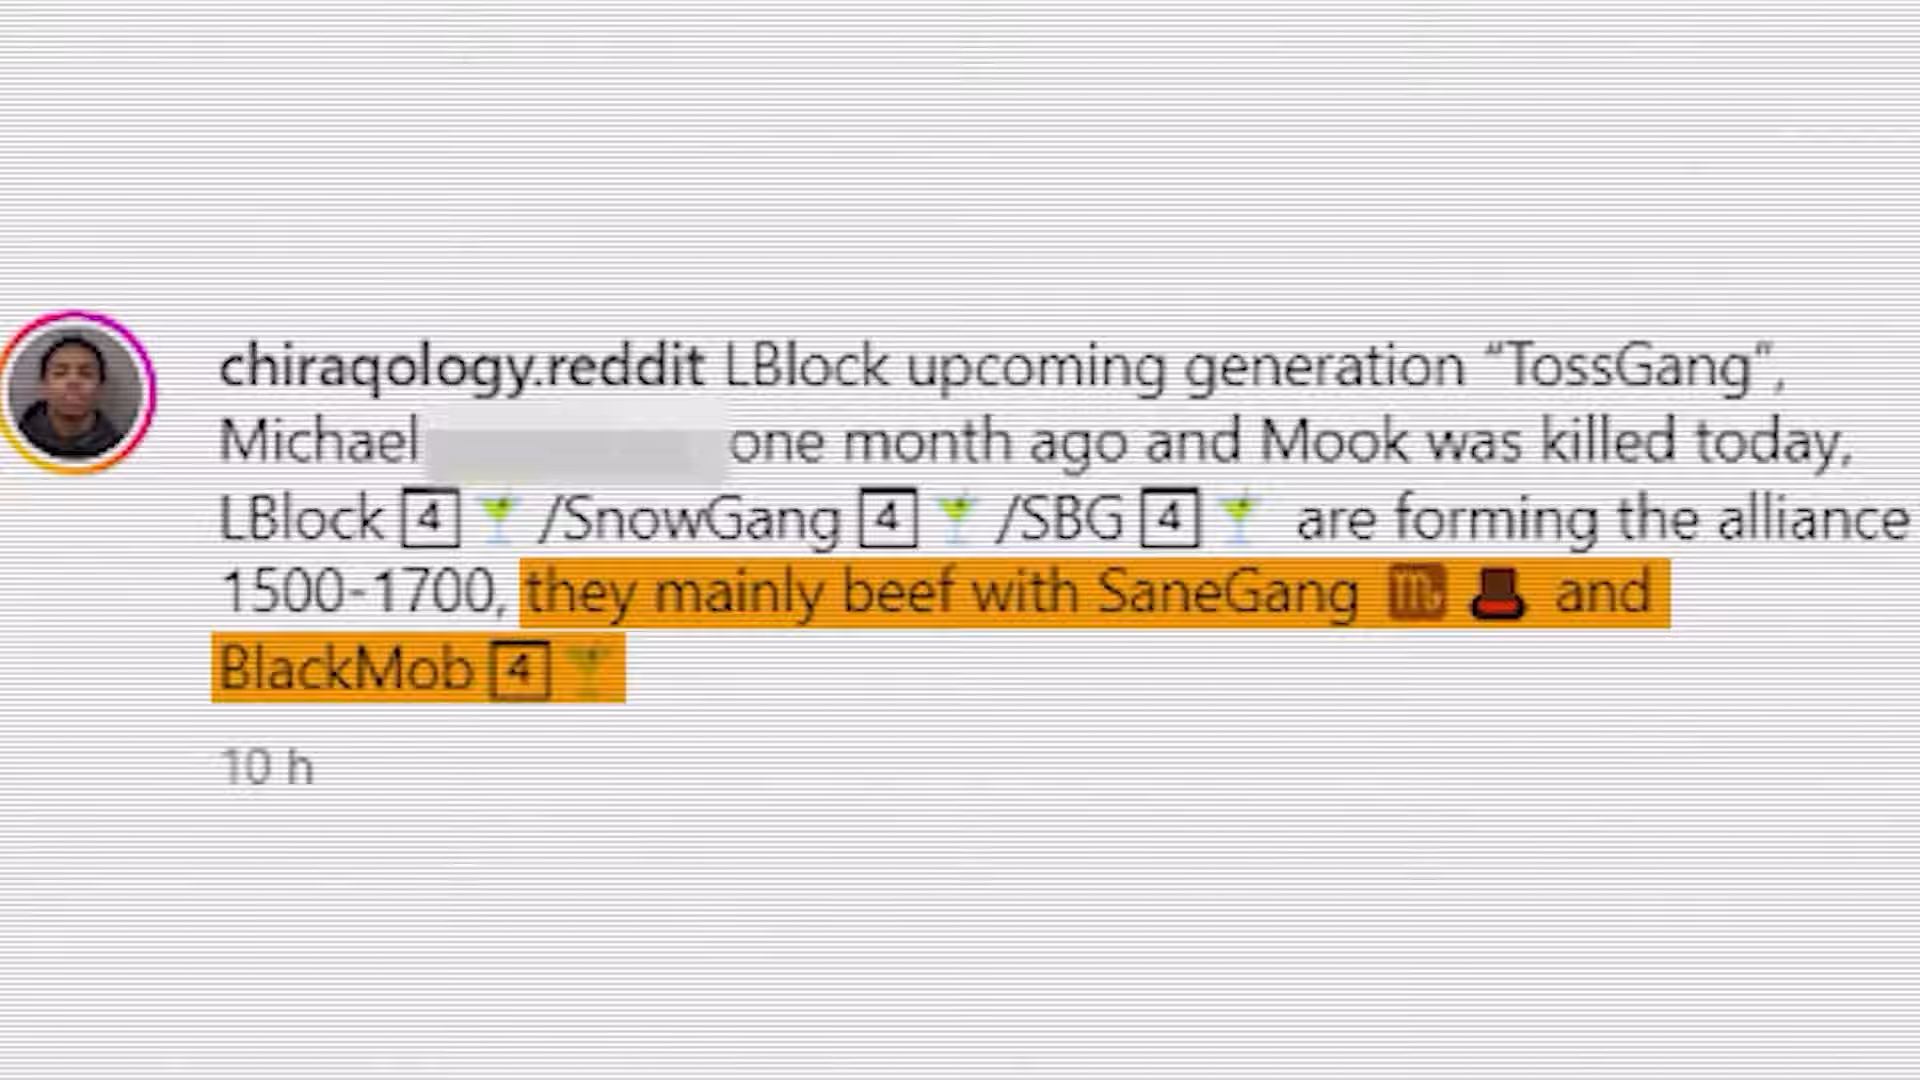 chiraqology.reddit LBlock upcoming generation “TossGang”,
Michael one month ago and Mook was killed today,
LBlock 4️⃣🍸/SnowGang 4️⃣🍸/SBG 4️⃣🍸 are forming the alliance
1500-1700, they mainly beef with SaneGang ♏🎩 and
BlackMob 4️⃣🍸
10 h